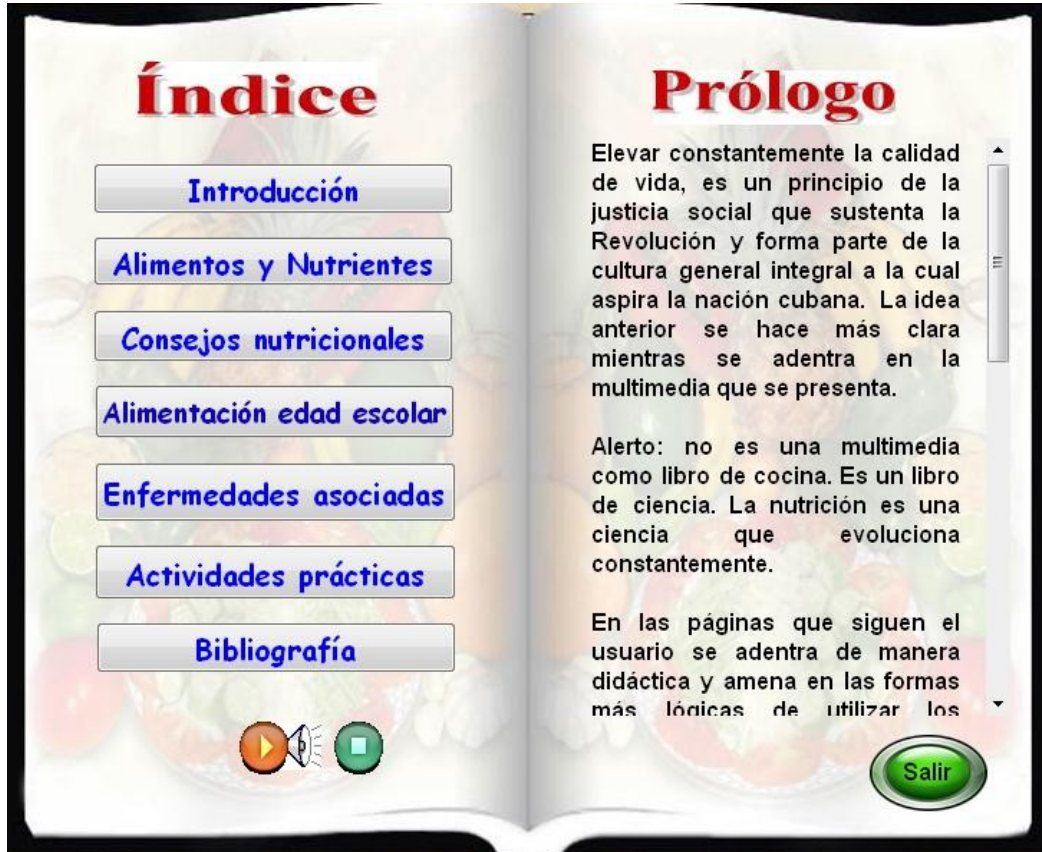 Índice
Introducción
Alimentos y Nutrientes
Consejos nutricionales
Alimentación edad escolar
Enfermedades asociadas
Actividades prácticas
Bibliografía
Prólogo
Elevar constantemente la calidad
de vida, es un principio de la
justicia social que sustenta la
Revolución y forma parte de la
cultura general integral a la cual
aspira la nación cubana. La idea
anterior se hace más clara
mientras se adentra en la
multimedia que se presenta.
Alerto: no es una multimedia
como libro de cocina. Es un libro
de ciencia. La nutrición es una
ciencia que evoluciona
constantemente.
En las páginas que siguen el
usuario se adentra de manera
didáctica y amena en las formas
más lógicas de utilizar los
Salir